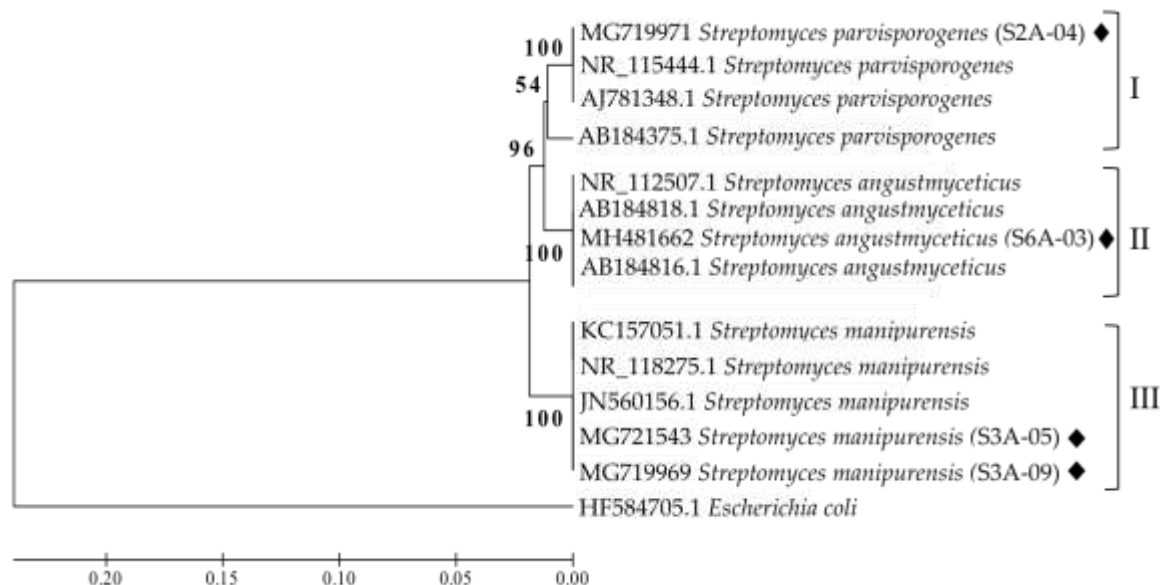 MG719971 Streptomyces parvisporogenes (S2A-04) ◆
100
NR_115444.1 Streptomyces parvisporogenes
54
I
AJ781348.1 Streptomyces parvisporogenes
AB184375.1 Streptomyces parvisporogenes
96
NR_112507.1 Streptomyces angustmyceticus
AB184818.1 Streptomyces angustmyceticus
MH481662 Streptomyces angustmyceticus (S6A-03) ◆
II
100
AB184816.1 Streptomyces angustmyceticus
KC157051.1 Streptomyces manipurensis
NR_118275.1 Streptomyces manipurensis
JN560156.1 Streptomyces manipurensis
III
100
MG721543 Streptomyces manipurensis (S3A-05) ◆
MG719969 Streptomyces manipurensis (S3A-09) ◆
HF584705.1 Escherichia coli
0.20 0.15 0.10 0.05 0.00